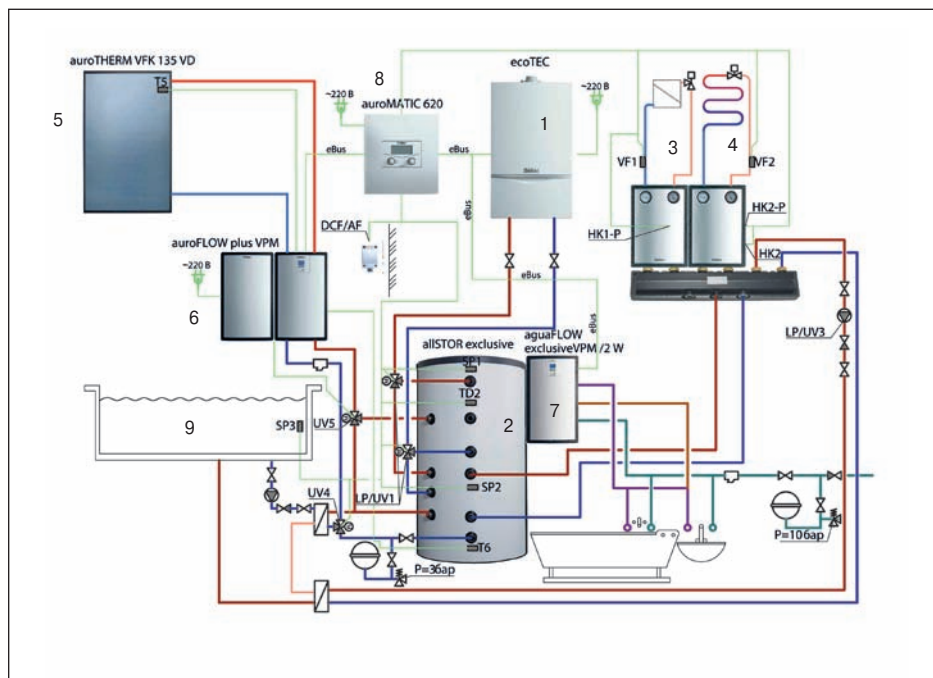 auroTHERM VFK 135 VD
T5
5
8
~220 В
auroMATIC 620
eBus
eBus
eBus
ecoTEC
1
~220 В
3
4
VF1
VF2
HK1-P
HK2-P
HK2
DCF/AF
auroFLOW plus VPM
~220 В
6
eBus
eBus
LP/UV3
allSTOR exclusive
aguaFLOW
exclusiveVPM /2 W
SP1
TD2
2
7
9
SP3
UV5
LP/UV1
SP2
UV4
T6
P=3бар
P=10бар